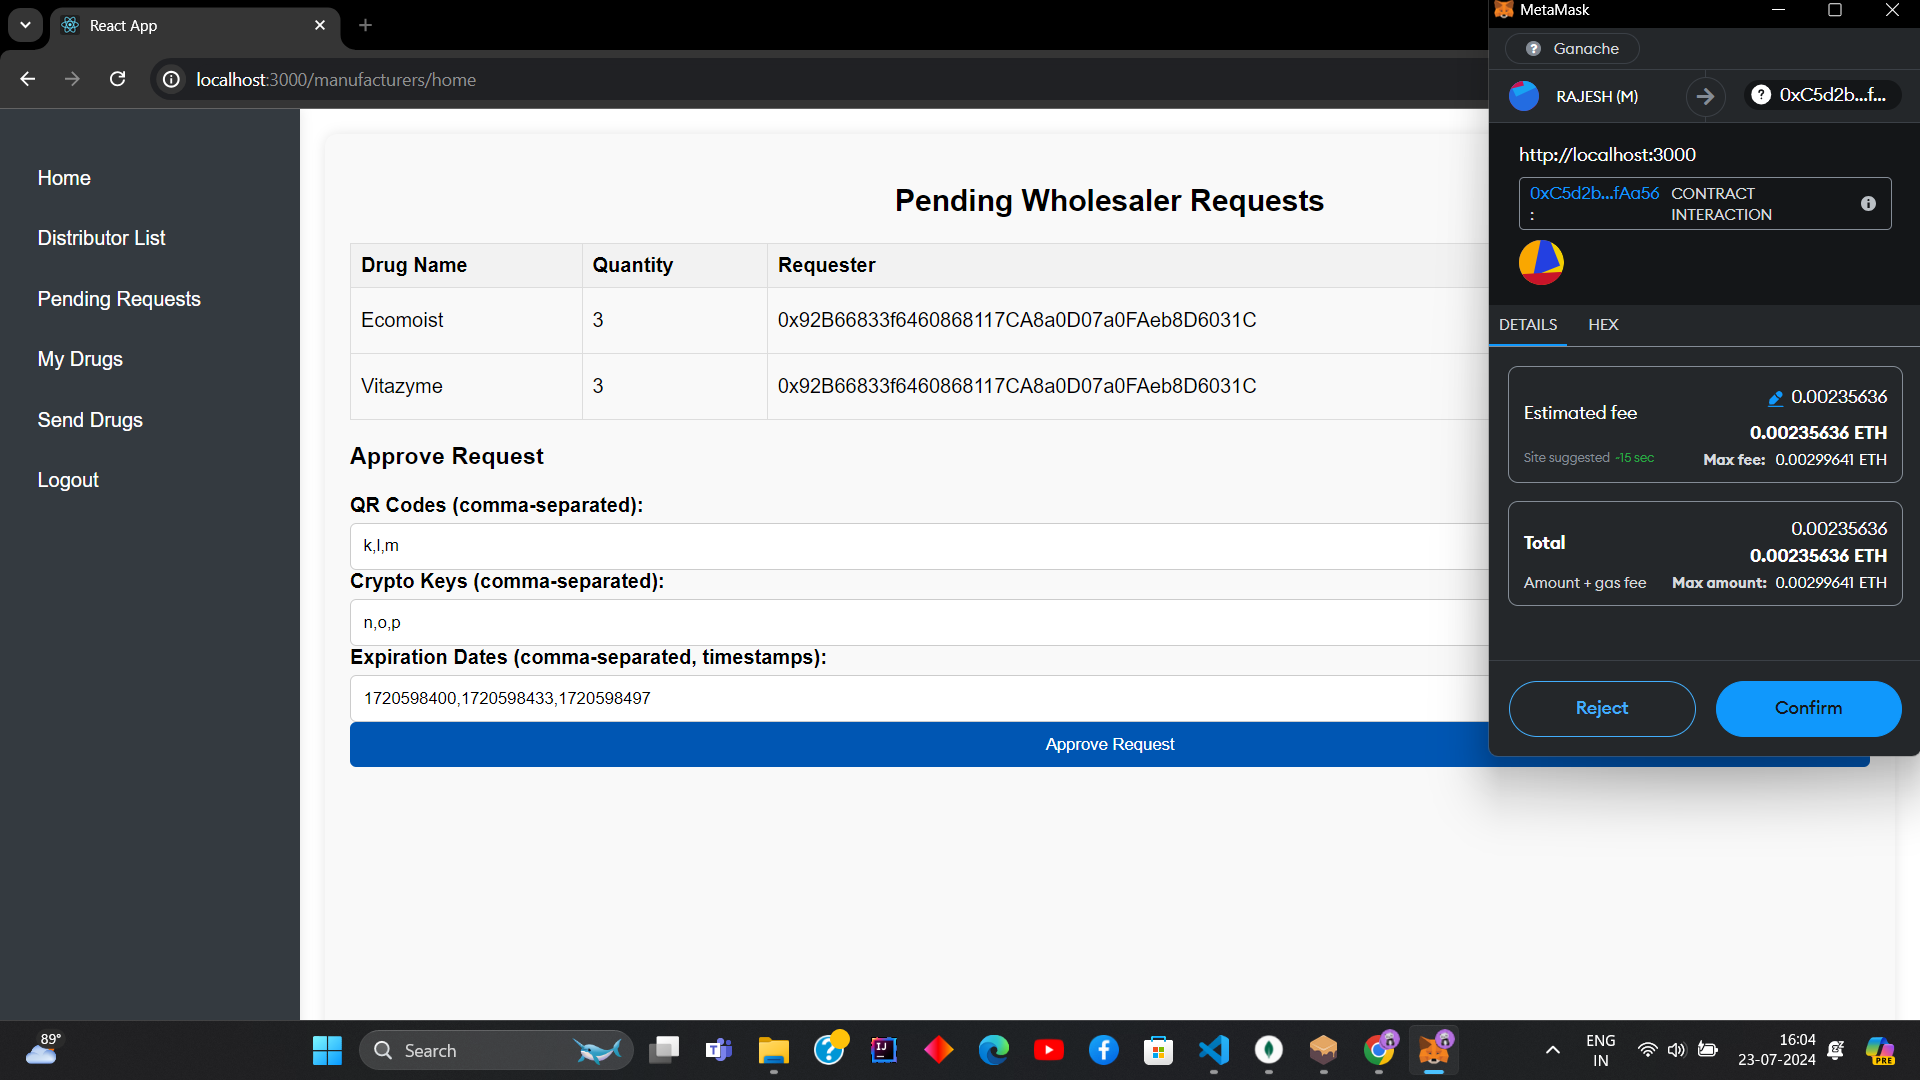 React App
localhost:3000/manufacturers/home
Home
Distributor List
Pending Requests
My Drugs
Send Drugs
Logout
Pending Wholesaler Requests
Drug Name Quantity Requester
Ecomoist 3 0x92B66833f6460868117CA8a0D07a0FAeb8D6031C
Vitazyme 3 0x92B66833f6460868117CA8a0D07a0FAeb8D6031C
Approve Request
QR Codes (comma-separated):
k,l,m
Crypto Keys (comma-separated):
n,o,p
Expiration Dates (comma-separated, timestamps):
1720598400,1720598433,1720598497
Approve Request
MetaMask
? Ganache
RAJESH (M) ? 0xC5d2b...f...
http://localhost:3000
0xC5d2b...fAa56 CONTRACT
: INTERACTION
DETAILS HEX
0.00235636
Estimated fee
0.00235636 ETH
Site suggested ~15 sec Max fee: 0.00299641 ETH
0.00235636
Total
0.00235636 ETH
Amount + gas fee Max amount: 0.00299641 ETH
Reject Confirm
89°
Search
ENG
IN
16:04
23-07-2024
PRE